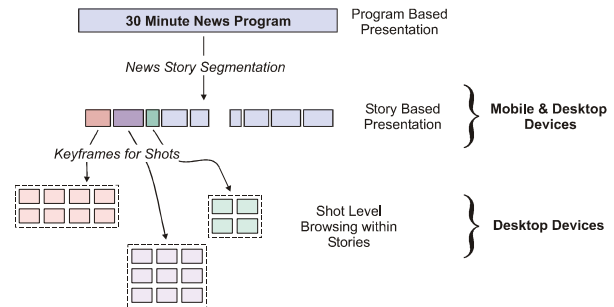 30 Minute News Program
Program Based
Presentation
News Story Segmentation
Story Based
Presentation
Mobile & Desktop
Devices
Keyframes for Shots
Shot Level
Browsing within
Stories
Desktop Devices